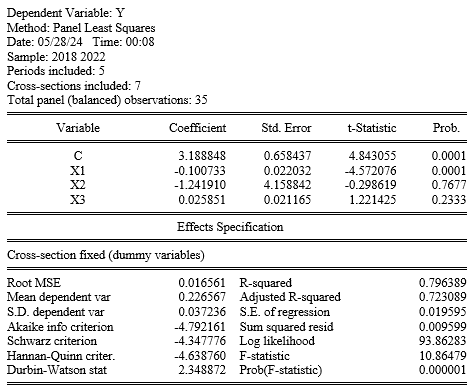 Dependent Variable: Y
Method: Panel Least Squares
Date: 05/28/24 Time: 00:08
Sample: 2018 2022
Periods included: 5
Cross-sections included: 7
Total panel (balanced) observations: 35
Variable Coefficient Std. Error t-Statistic Prob.
C 3.188848 0.658437 4.843055 0.0001
X1 -0.100733 0.022032 -4.572076 0.0001
X2 -1.241910 4.158842 -0.298619 0.7677
X3 0.025851 0.021165 1.221425 0.2333
Effects Specification
Cross-section fixed (dummy variables)
Root MSE 0.016561 R-squared 0.796389
Mean dependent var 0.226567 Adjusted R-squared 0.723089
S.D. dependent var 0.037236 S.E. of regression 0.019595
Akaike info criterion -4.792161 Sum squared resid 0.009599
Schwarz criterion -4.347776 Log likelihood 93.86283
Hannan-Quinn criter. -4.638760 F-statistic 10.86479
Durbin-Watson stat 2.348872 Prob(F-statistic) 0.000001